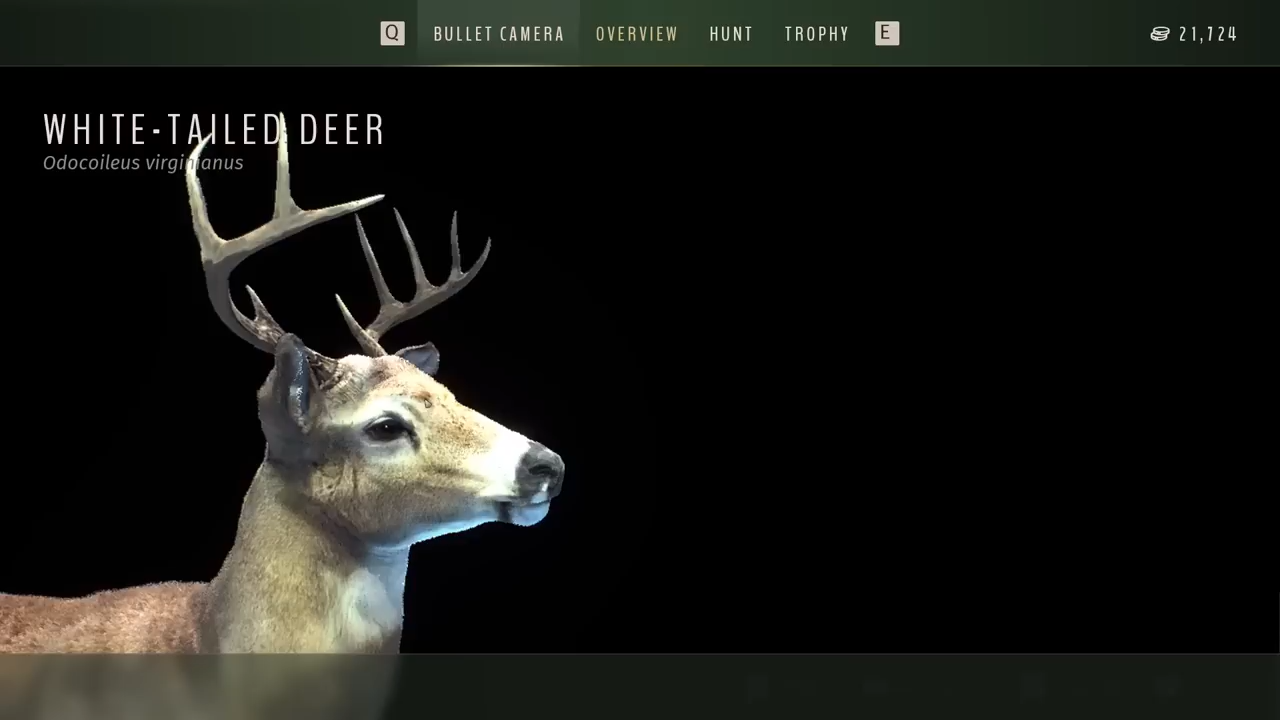 Q BULLET CAMERA OVERVIEW HUNT TROPHY E 21,724
WHITE-TAILED DEER
Odocoileus virginianus